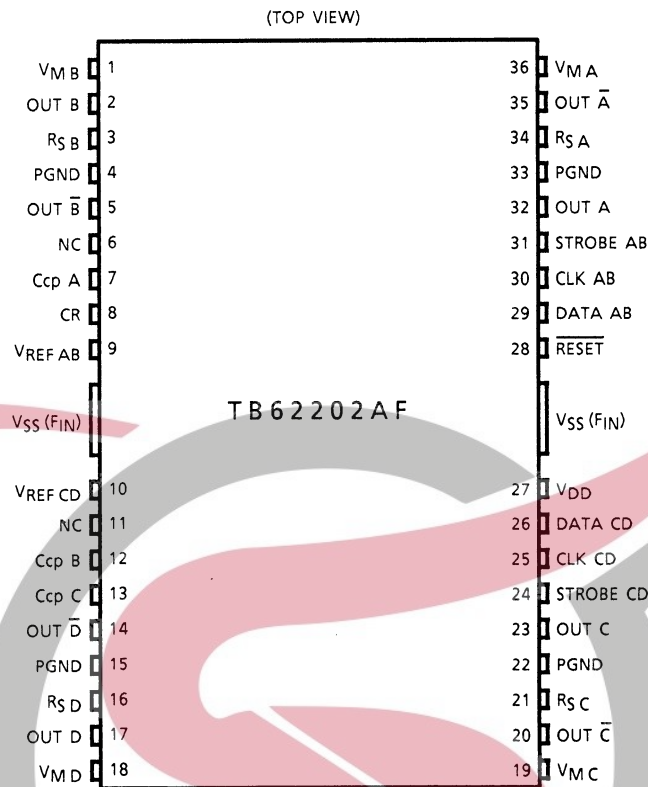 (TOP VIEW)
VM B 1 36 VM A
OUT B 2 35 OUT A̅
RS B 3 34 RS A
PGND 4 33 PGND
OUT B̅ 5 32 OUT A
NC 6 31 STROBE AB
Ccp A 7 30 CLK AB
CR 8 29 DATA AB
VREF AB 9 28 R̅E̅S̅E̅T̅
VSS (FIN) TB62202AF VSS (FIN)
VREF CD 10 27 VDD
NC 11 26 DATA CD
Ccp B 12 25 CLK CD
Ccp C 13 24 STROBE CD
OUT D̅ 14 23 OUT C
PGND 15 22 PGND
RS D 16 21 RS C
OUT D 17 20 OUT C̅
VM D 18 19 VM C